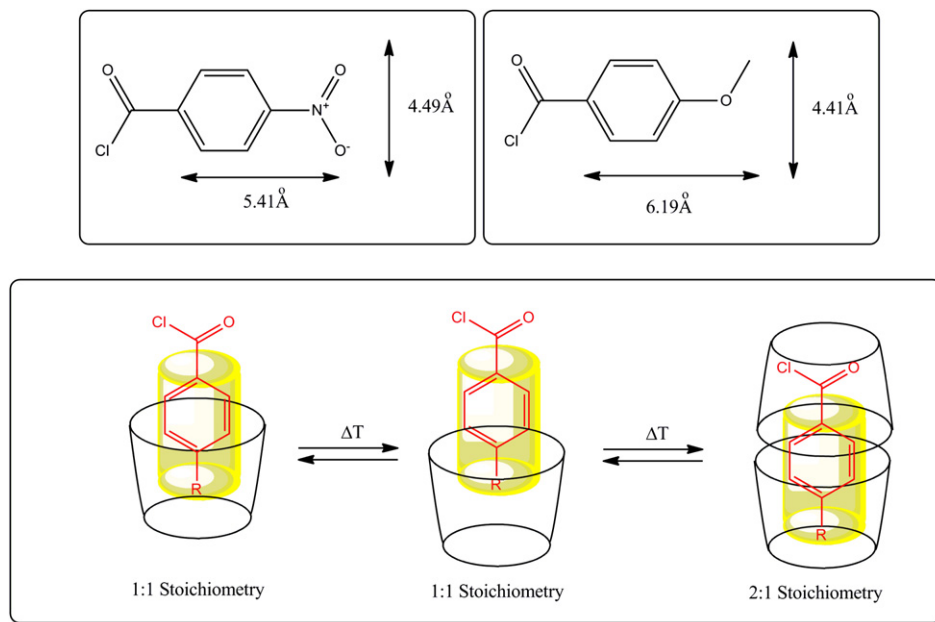 O
O
O
N+
Cl
O-
4.49Å
5.41Å
O
O
Cl
4.41Å
6.19Å
Cl
O
R
ΔT
Cl
O
R
ΔT
Cl
O
R
1:1 Stoichiometry
1:1 Stoichiometry
2:1 Stoichiometry